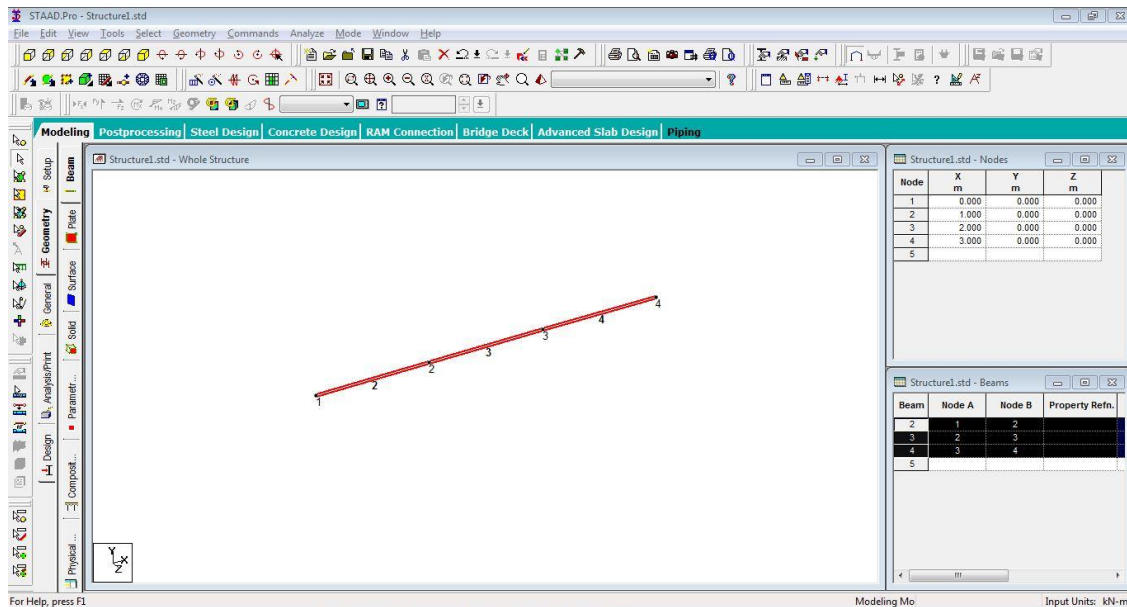 STAAD.Pro - Structure1.std
File Edit View Tools Select Geometry Commands Analyze Mode Window Help
Modeling Postprocessing Steel Design Concrete Design RAM Connection Bridge Deck Advanced Slab Design Piping
Setup
Geometry
General
Analysis/Print
Design
Beam
Plate
Surface
Solid
Parametr...
Composit...
Physical ...
Structure1.std - Whole Structure
1
2
2
3
3
4
4
Y
X
Z
Structure1.std - Nodes
Node X m Y m Z m
1 0.000 0.000 0.000
2 1.000 0.000 0.000
3 2.000 0.000 0.000
4 3.000 0.000 0.000
5
Structure1.std - Beams
Beam Node A Node B Property Refn.
2 1 2
3 2 3
4 3 4
5
For Help, press F1 Modeling Mo Input Units: kN-m